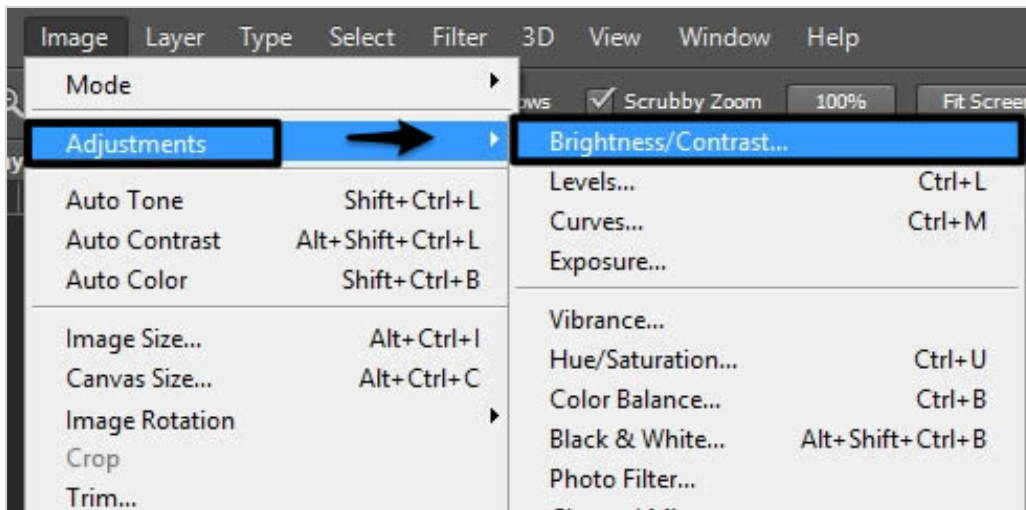 Image Layer Type Select Filter 3D View Window Help
ows Scrubby Zoom 100% Fit Scree
Mode
Adjustments
Auto Tone Shift+Ctrl+L
Auto Contrast Alt+Shift+Ctrl+L
Auto Color Shift+Ctrl+B
Image Size... Alt+Ctrl+I
Canvas Size... Alt+Ctrl+C
Image Rotation
Crop
Trim...
Brightness/Contrast...
Levels... Ctrl+L
Curves... Ctrl+M
Exposure...
Vibrance...
Hue/Saturation... Ctrl+U
Color Balance... Ctrl+B
Black & White... Alt+Shift+Ctrl+B
Photo Filter...